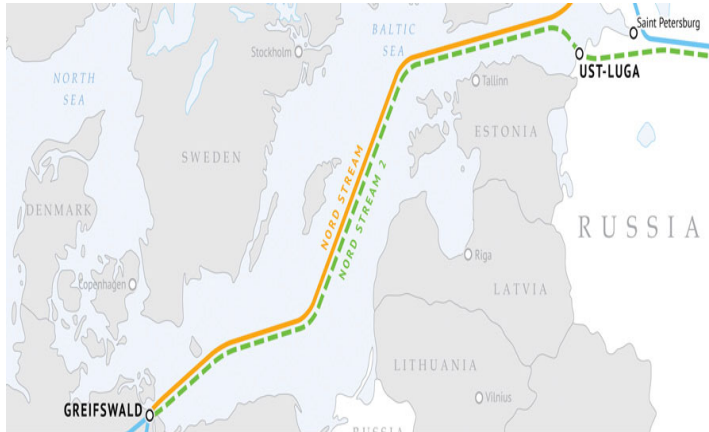 BALTIC
SEA
Saint Petersburg
Stockholm
UST-LUGA
NORTH
SEA
Tallinn
ESTONIA
SWEDEN
NORD STREAM
NORD STREAM 2
DENMARK
RUSSIA
Riga
Copenhagen
LATVIA
LITHUANIA
Vilnius
GREIFSWALD
RUSSIA